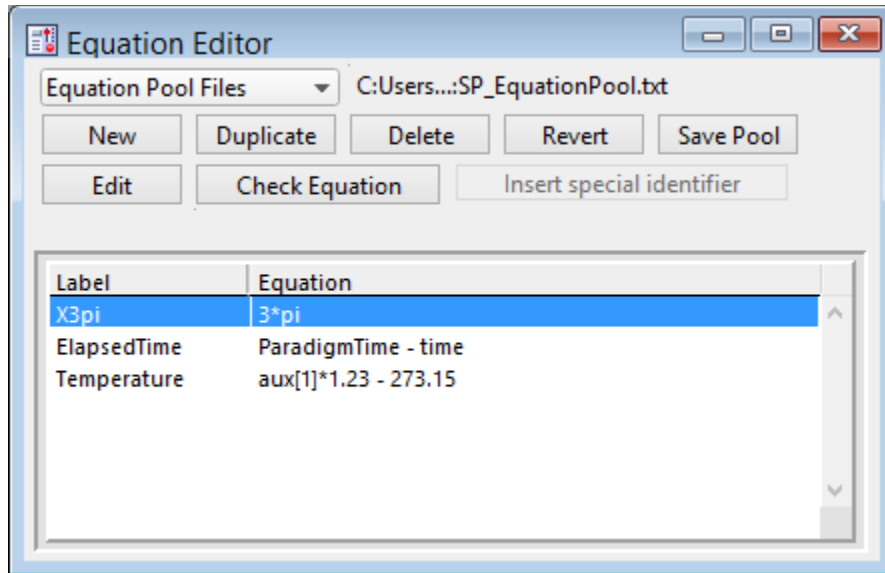 Equation Editor
Equation Pool Files C:Users...:SP_EquationPool.txt
New Duplicate Delete Revert Save Pool
Edit Check Equation Insert special identifier
Label Equation
X3pi 3*pi
ElapsedTime ParadigmTime - time
Temperature aux[1]*1.23 - 273.15